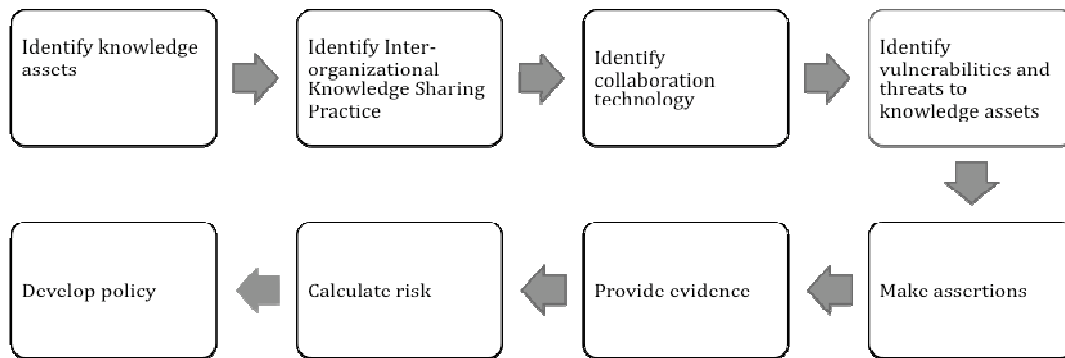 Identify knowledge
assets
Identify Inter-
organizational
Knowledge Sharing
Practice
Identify
collaboration
technology
Identify
vulnerabilities and
threats to
knowledge assets
Make assertions
Provide evidence
Calculate risk
Develop policy